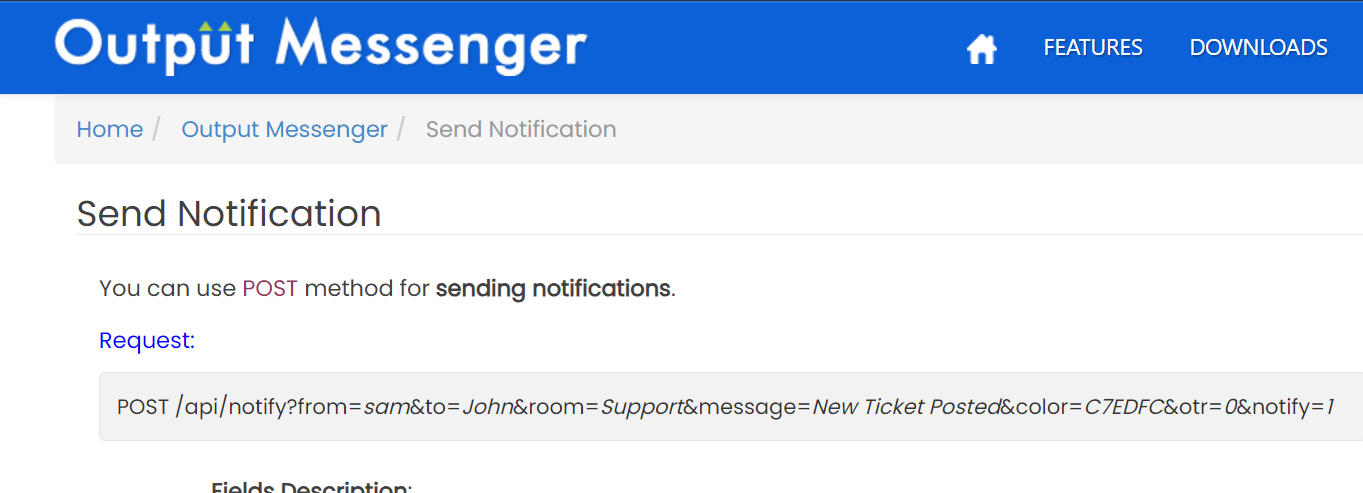 Output Messenger
FEATURES DOWNLOADS
Home / Output Messenger / Send Notification
Send Notification
You can use POST method for sending notifications.
Request:
POST /api/notify?from=sam&to=John&room=Support&message=New Ticket Posted&color=C7EDFC&otr=0&notify=1
Fields Description: